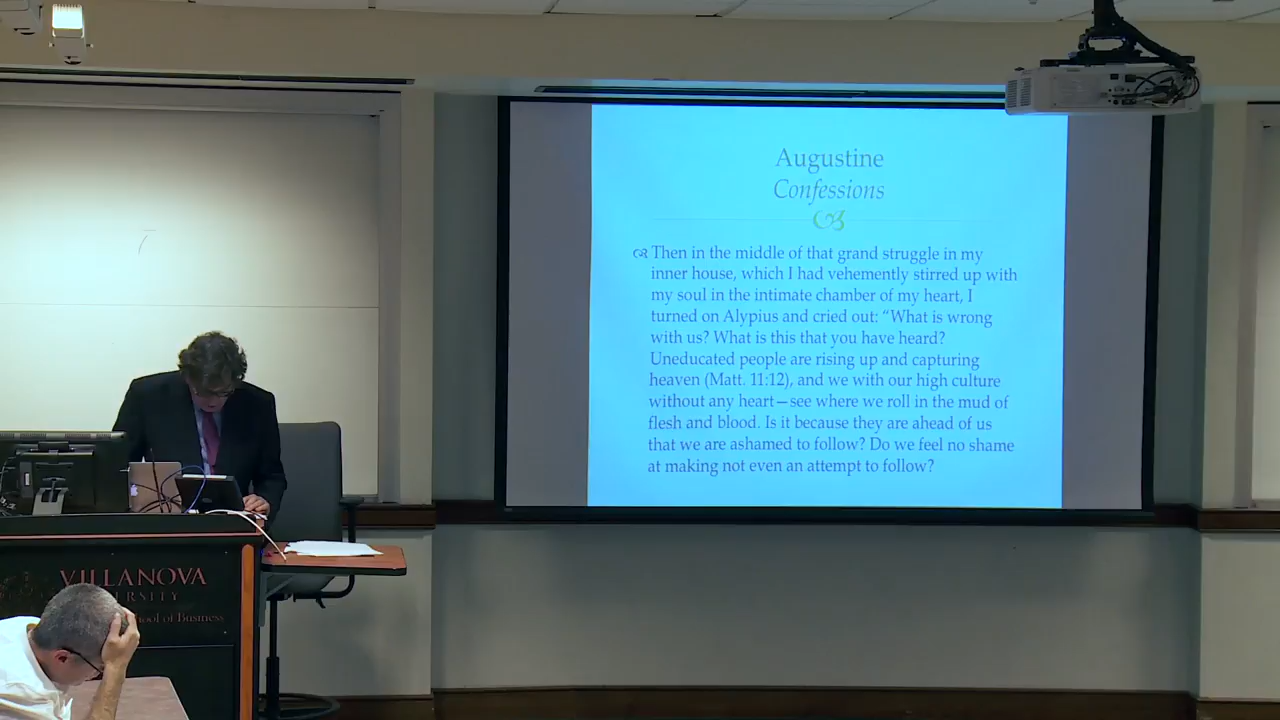 Augustine
Confessions
Then in the middle of that grand struggle in my
inner house, which I had vehemently stirred up with
my soul in the intimate chamber of my heart, I
turned on Alypius and cried out: “What is wrong
with us? What is this that you have heard?
Uneducated people are rising up and capturing
heaven (Matt. 11:12), and we with our high culture
without any heart—see where we roll in the mud of
flesh and blood. Is it because they are ahead of us
that we are ashamed to follow? Do we feel no shame
at making not even an attempt to follow?
VILLANOVA
of Business